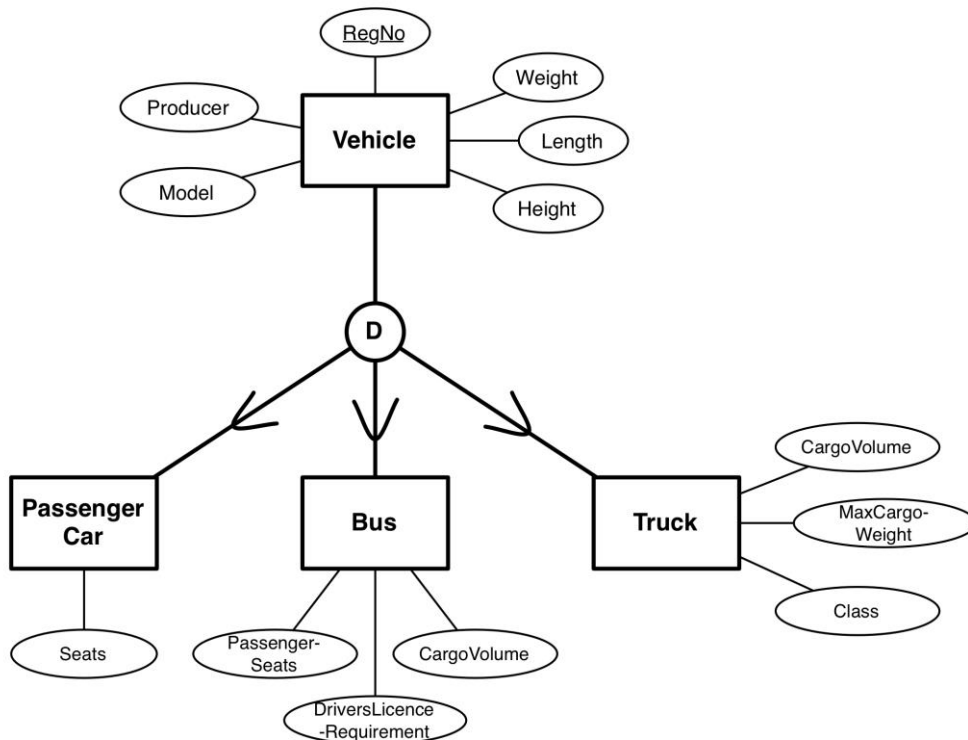 RegNo
Weight
Producer
Vehicle
Length
Model
Height
D
Passenger
Car
Bus
Truck
CargoVolume
MaxCargo-
Weight
Class
Seats
Passenger-
Seats
CargoVolume
DriversLicence
-Requirement